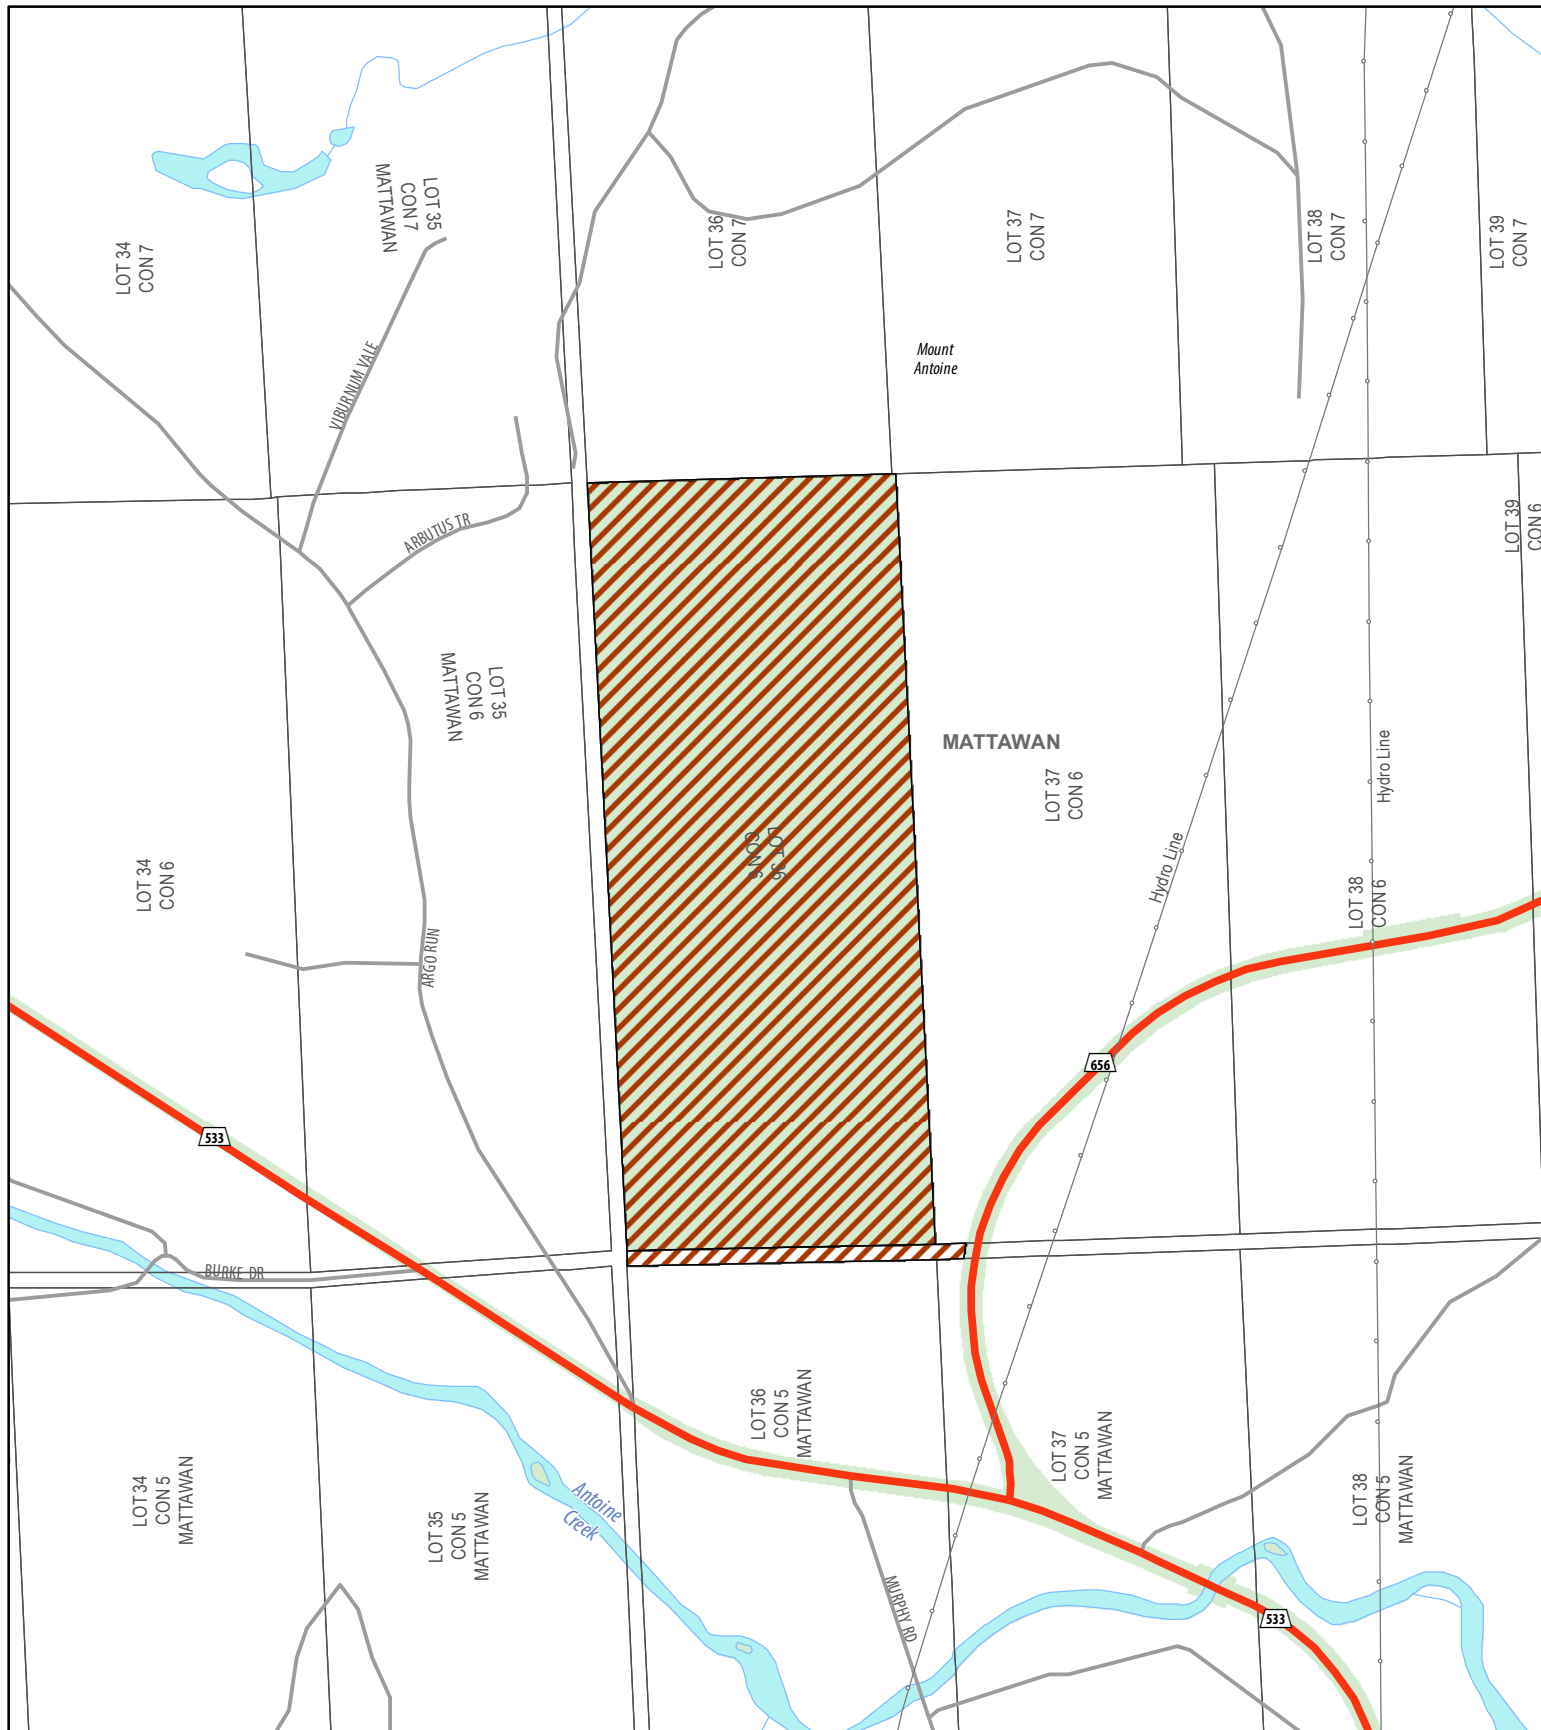 LOT 34
CON 7
LOT 35
CON 7
MATTAWAN
LOT 36
CON 7
LOT 37
CON 7
LOT 38
CON 7
LOT 39
CON 7
Mount
Antoine
VIBURNUM VALE
ARBUTUS TR
LOT 39
CON 6
LOT 35
CON 6
MATTAWAN
MATTAWAN
LOT 37
CON 6
Hydro Line
Hydro Line
LOT 36
CON 6
LOT 34
CON 6
LOT 38
CON 6
ARGO RUN
656
533
BURKE DR
LOT 36
CON 5
MATTAWAN
LOT 37
CON 5
MATTAWAN
LOT 34
CON 5
MATTAWAN
LOT 35
CON 5
MATTAWAN
Antoine
Creek
LOT 38
CON 5
MATTAWAN
MURPHY RD
533